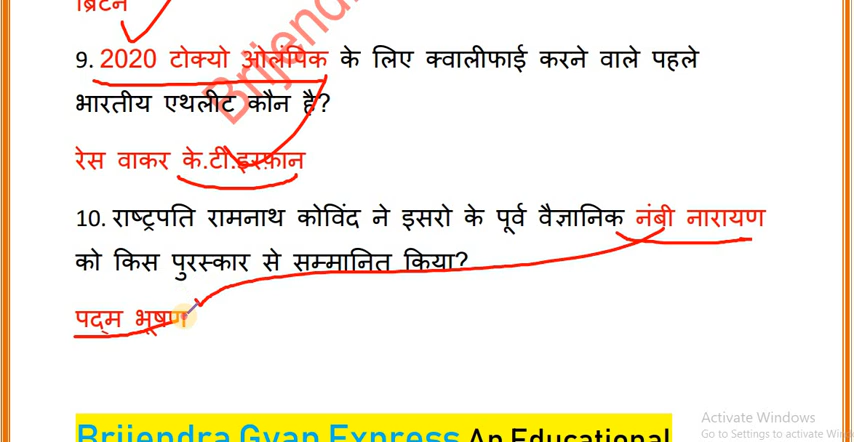 ब्रिटेन
9. 2020 टोक्यो ओलंपिक के लिए क्वालीफाई करने वाले पहले
भारतीय एथलीट कौन है?
रेस वाकर के.टी.इरफ़ान
10. राष्ट्रपति रामनाथ कोविंद ने इसरो के पूर्व वैज्ञानिक नंबी नारायण
को किस पुरस्कार से सम्मानित किया?
पद्म भूषण
Brijendra Gyan Express An Educational
Activate Windows
Go to Settings to activate